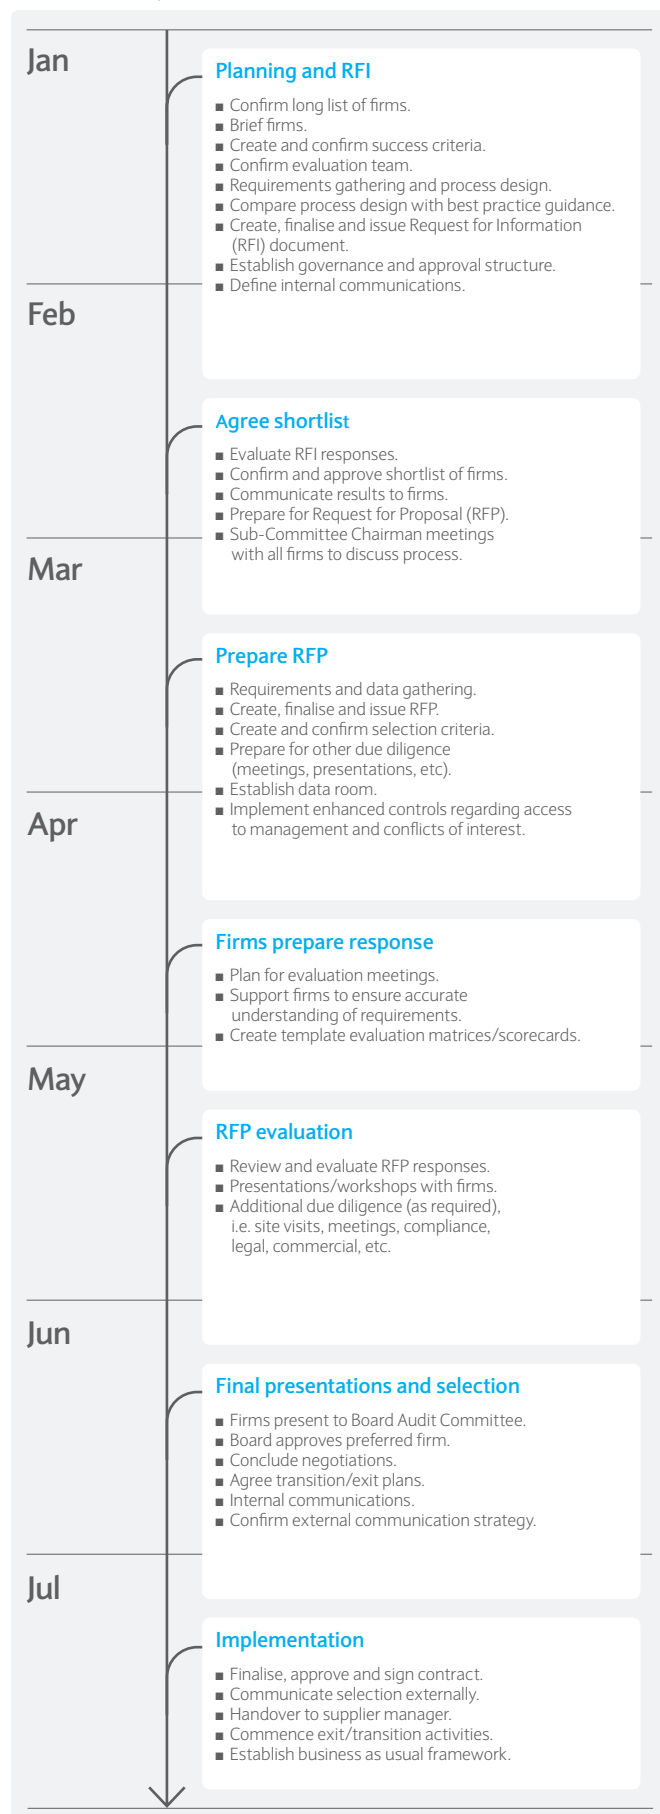 Jan
Planning and RFI
■ Confirm long list of firms.
■ Brief firms.
■ Create and confirm success criteria.
■ Confirm evaluation team.
■ Requirements gathering and process design.
■ Compare process design with best practice guidance.
■ Create, finalise and issue Request for Information
(RFI) document.
■ Establish governance and approval structure.
■ Define internal communications.
Feb
Agree shortlist
■ Evaluate RFI responses.
■ Confirm and approve shortlist of firms.
■ Communicate results to firms.
■ Prepare for Request for Proposal (RFP).
■ Sub-Committee Chairman meetings
with all firms to discuss process.
Mar
Prepare RFP
■ Requirements and data gathering.
■ Create, finalise and issue RFP.
■ Create and confirm selection criteria.
■ Prepare for other due diligence
(meetings, presentations, etc).
■ Establish data room.
■ Implement enhanced controls regarding access
to management and conflicts of interest.
Apr
Firms prepare response
■ Plan for evaluation meetings.
■ Support firms to ensure accurate
understanding of requirements.
■ Create template evaluation matrices/scorecards.
May
RFP evaluation
■ Review and evaluate RFP responses.
■ Presentations/workshops with firms.
■ Additional due diligence (as required),
i.e. site visits, meetings, compliance,
legal, commercial, etc.
Jun
Final presentations and selection
■ Firms present to Board Audit Committee.
■ Board approves preferred firm.
■ Conclude negotiations.
■ Agree transition/exit plans.
■ Internal communications.
■ Confirm external communication strategy.
Jul
Implementation
■ Finalise, approve and sign contract.
■ Communicate selection externally.
■ Handover to supplier manager.
■ Commence exit/transition activities.
■ Establish business as usual framework.